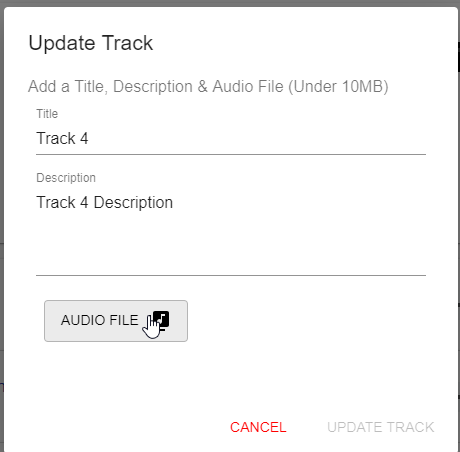 Update Track
Add a Title, Description & Audio File (Under 10MB)
Title
Track 4
Description
Track 4 Description
AUDIO FILE
CANCEL UPDATE TRACK